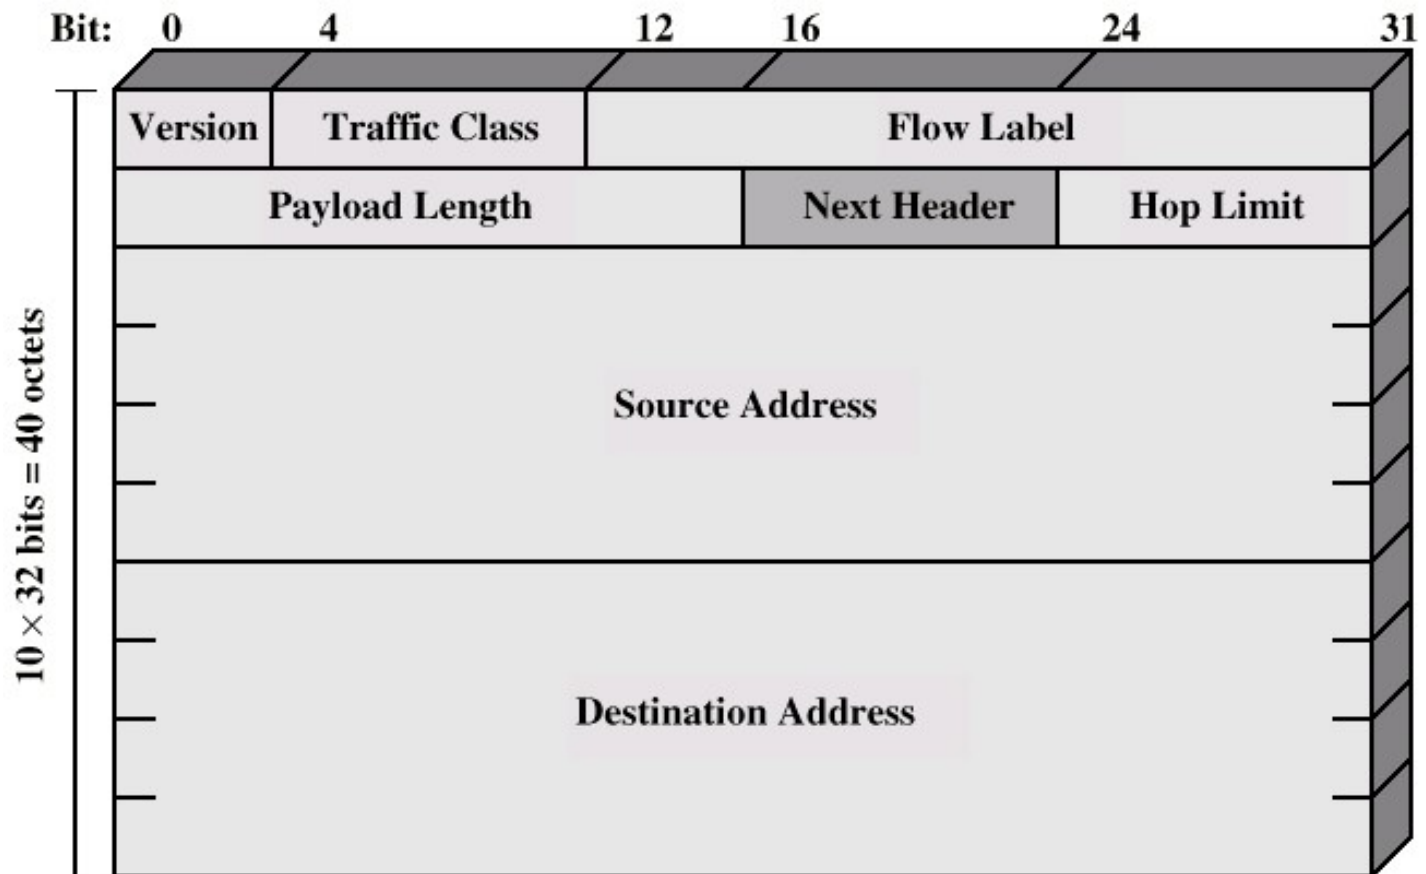 Bit: 0 4 12 16 24 31
Version Traffic Class Flow Label
Payload Length Next Header Hop Limit
10 × 32 bits = 40 octets
Source Address
Destination Address